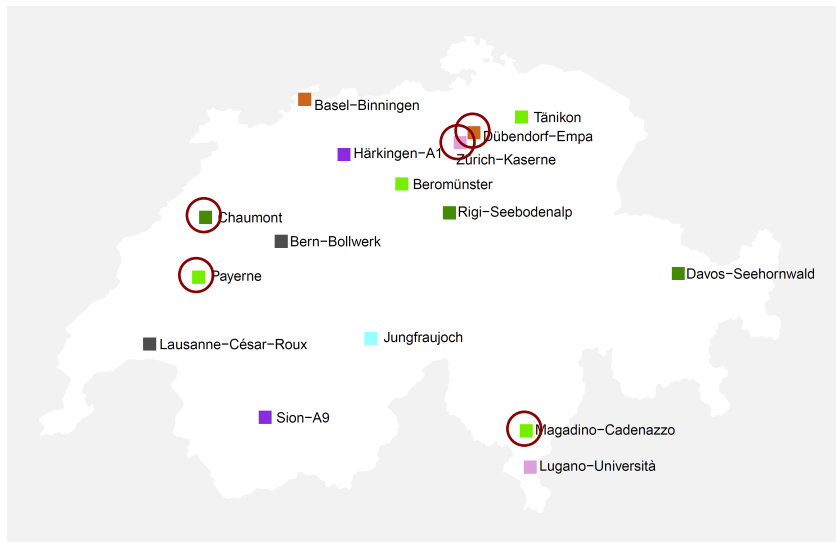 Basel−Binningen
Tänikon
Dübendorf−Empa
Härkingen−A1
Zürich−Kaserne
Beromünster
Rigi−Seebodenalp
Chaumont
Bern−Bollwerk
Payerne
Davos−Seehornwald
Jungfraujoch
Lausanne−César−Roux
Sion−A9
Magadino−Cadenazzo
Lugano−Università